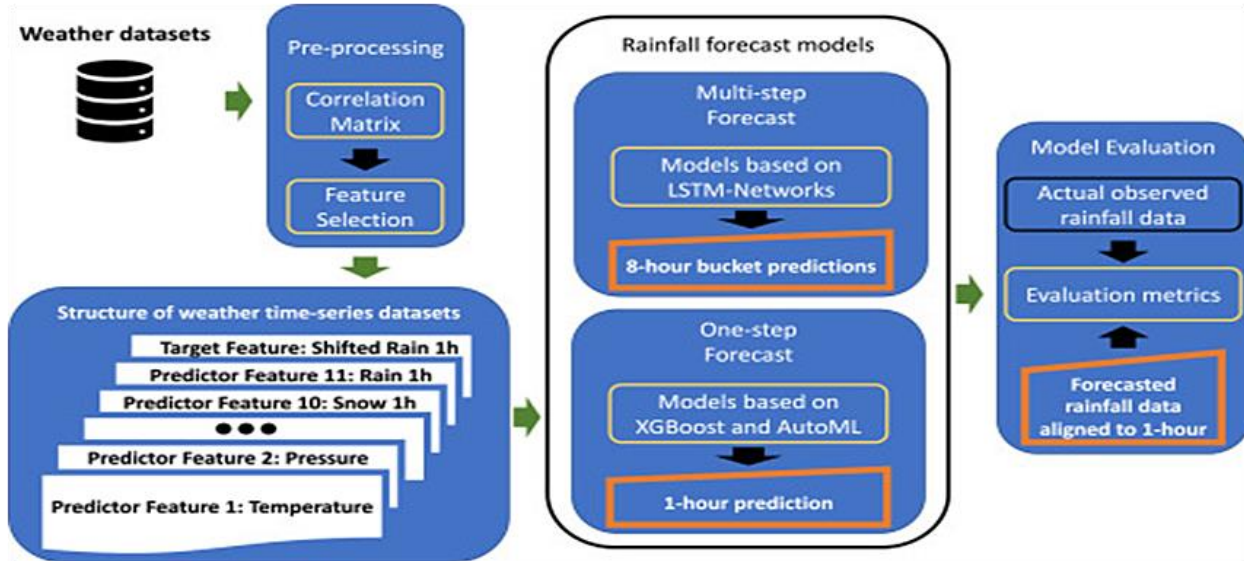 Weather datasets
Pre-processing
Correlation
Matrix
Feature
Selection
Structure of weather time-series datasets
Target Feature: Shifted Rain 1h
Predictor Feature 11: Rain 1h
Predictor Feature 10: Snow 1h
●●●
Predictor Feature 2: Pressure
Predictor Feature 1: Temperature
Rainfall forecast models
Multi-step
Forecast
Models based on
LSTM-Networks
8-hour bucket predictions
One-step
Forecast
Models based on
XGBoost and AutoML
1-hour prediction
Model Evaluation
Actual observed
rainfall data
Evaluation metrics
Forecasted
rainfall data
aligned to 1-hour